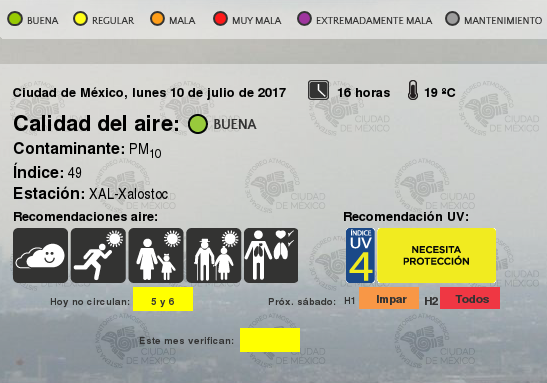 BUENA REGULAR MALA MUY MALA EXTREMADAMENTE MALA MANTENIMIENTO
Ciudad de México, lunes 10 de julio de 2017 16 horas 19 ºC
Calidad del aire: BUENA
Contaminante: PM10
Índice: 49
Estación: XAL-Xalostoc
Recomendaciones aire: Recomendación UV:
ÍNDICE
UV
4
NECESITA
PROTECCIÓN
Hoy no circulan: 5 y 6 Próx. sábado: H1 Impar H2 Todos
Este mes verifican:
CIUDAD
DE MÉXICO